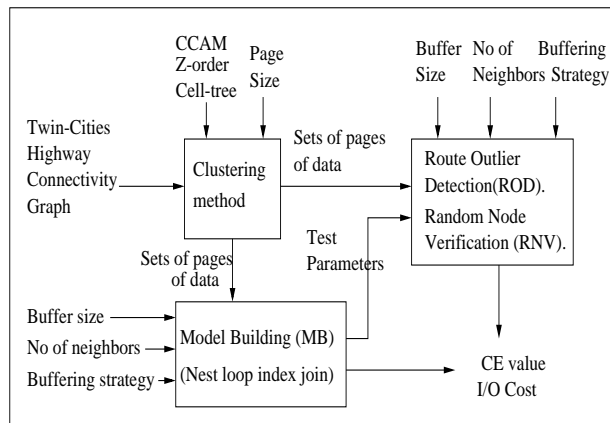 CCAM
Z-order
Cell-tree
Page
Size
Buffer
Size
No of
Neighbors
Buffering
Strategy
Twin-Cities
Highway
Connectivity
Graph
Clustering
method
Sets of pages
of data
Route Outlier
Detection(ROD).
Random Node
Verification (RNV).
Sets of pages
of data
Test
Parameters
Buffer size
No of neighbors
Buffering strategy
Model Building (MB)
(Nest loop index join)
CE value
I/O Cost